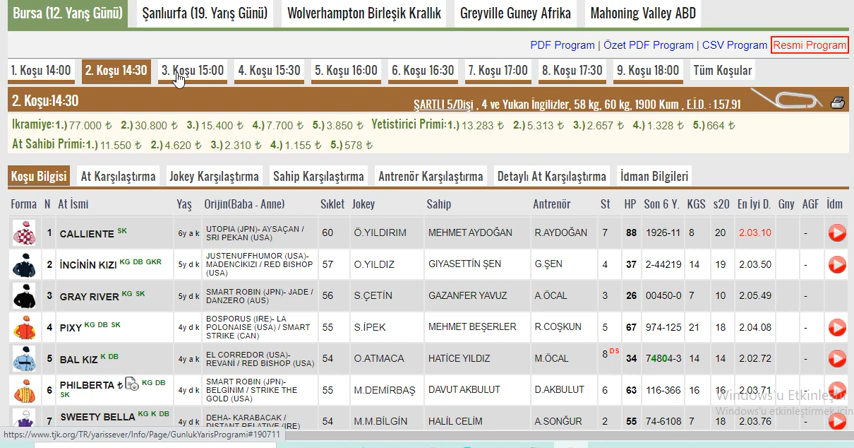 Bursa (12. Yarış Günü) Şanlıurfa (19. Yarış Günü) Wolverhampton Birleşik Krallık Greyville Guney Afrika Mahoning Valley ABD
PDF Program | Özet PDF Program | CSV Program Resmi Program
1. Koşu 14:00 2. Koşu 14:30 3. Koşu 15:00 4. Koşu 15:30 5. Koşu 16:00 6. Koşu 16:30 7. Koşu 17:00 8. Koşu 17:30 9. Koşu 18:00 Tüm Koşular
2. Koşu:14:30 ŞARTLI 5/Dişi , 4 ve Yukarı İngilizler, 58 kg, 60 kg, 1900 Kum , E.İ.D. : 1.57.91
Ikramiye:1.) 77.000 ₺ 2.) 30.800 ₺ 3.) 15.400 ₺ 4.) 7.700 ₺ 5.) 3.850 ₺ Yetistirici Primi:1.) 13.283 ₺ 2.) 5.313 ₺ 3.) 2.657 ₺ 4.) 1.328 ₺ 5.) 664 ₺
At Sahibi Primi:1.) 11.550 ₺ 2.) 4.620 ₺ 3.) 2.310 ₺ 4.) 1.155 ₺ 5.) 578 ₺
Koşu Bilgisi At Karşılaştırma Jokey Karşılaştırma Sahip Karşılaştırma Antrenör Karşılaştırma Detaylı At Karşılaştırma İdman Bilgileri
Forma N At İsmi Yaş Orijin(Baba - Anne) Sıklet Jokey Sahip Antrenör St HP Son 6 Y. KGS s20 En İyi D. Gny AGF İdm
1 CALLIENTE SK 6y a k UTOPIA (JPN)- AYSAÇAN / SRI PEKAN (USA) 60 Ö.YILDIRIM MEHMET AYDOĞAN R.AYDOĞAN 7 88 1926-11 8 20 2.03.10 -
2 İNCİNİN KIZI KG DB GKR 5y d k JUSTENUFFHUMOR (USA)- MADENCİKIZI / RED BISHOP (USA) 57 O.YILDIZ GIYASETTİN ŞEN G.ŞEN 4 37 2-44219 14 19 2.03.50 -
3 GRAY RIVER KG SK 5y d k SMART ROBIN (JPN)- JADE / DANZERO (AUS) 56 S.ÇETİN GAZANFER YAVUZ A.ÖCAL 3 26 00450-0 7 10 2.05.49 -
4 PIXY KG DB SK 4y d k BOSPORUS (IRE)- LA POLONAISE (USA) / SMART STRIKE (CAN) 55 S.İPEK MEHMET BEŞERLER R.COŞKUN 5 67 974-125 21 18 2.04.08 -
5 BAL KIZ K DB 4y a k EL CORREDOR (USA)- REVANİ / RED BISHOP (USA) 54 O.ATMACA HATİCE YILDIZ M.ÖCAL 8 DS 34 74804-3 14 14 2.02.72 -
6 PHILBERTA ₺ KG DB SK 4y d k SMART ROBIN (JPN)- BELGINIM / STRIKE THE GOLD (USA) 55 M.DEMİRBAŞ DAVUT AKBULUT D.AKBULUT 6 63 116-366 16 16 2.03.71 -
7 SWEETY BELLA KG K DB SK 4y d k DEHA- KARABACAK / DISTANT RELATIVE (IRE) 54 M.M.BİLGİN HALİL CELİM P.SONĞUR 2 55 74-6108 7 18 2.03.76 -
Windows'u Etkinleştir
Windows'u etkinleştirmek için
https://www.tjk.org/TR/yarissever/Info/Page/GunlukYarisProgrami#190711